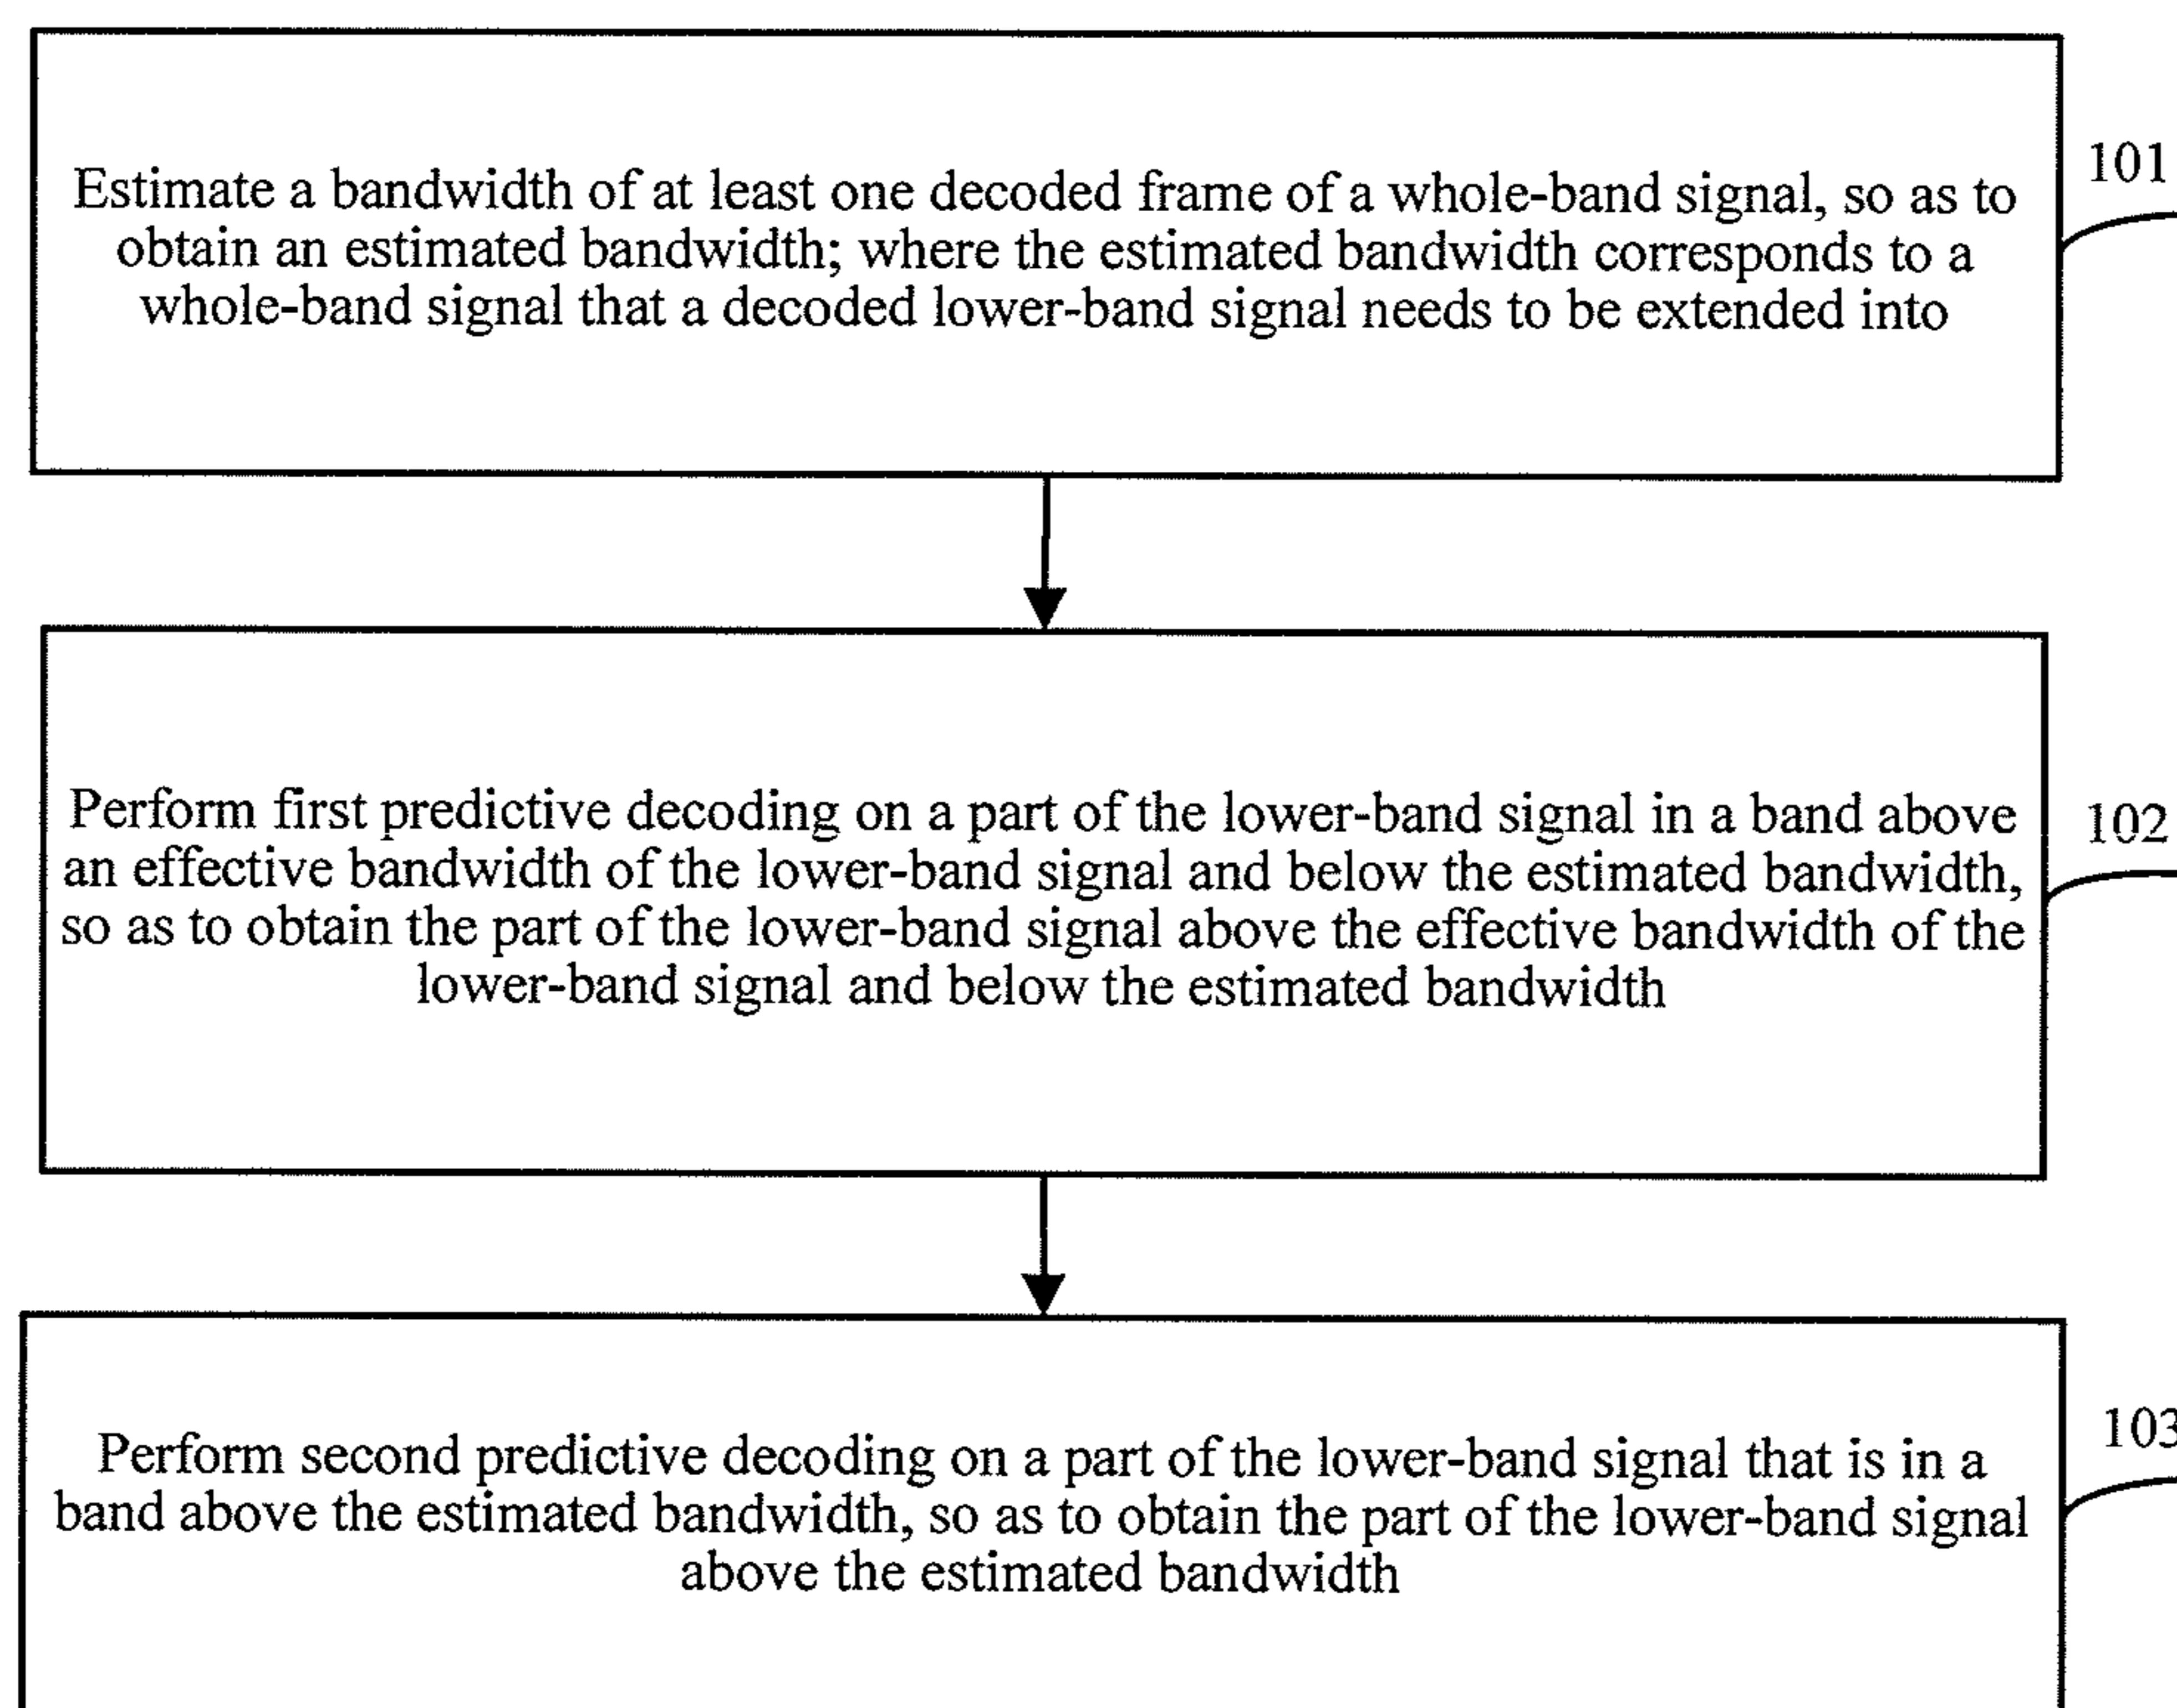 Estimate a bandwidth of at least one decoded frame of a whole-band signal, so as to
obtain an estimated bandwidth; where the estimated bandwidth corresponds to a
whole-band signal that a decoded lower-band signal needs to be extended into
101
Perform first predictive decoding on a part of the lower-band signal in a band above
an effective bandwidth of the lower-band signal and below the estimated bandwidth,
so as to obtain the part of the lower-band signal above the effective bandwidth of the
lower-band signal and below the estimated bandwidth
102
Perform second predictive decoding on a part of the lower-band signal that is in a
band above the estimated bandwidth, so as to obtain the part of the lower-band signal
above the estimated bandwidth
103